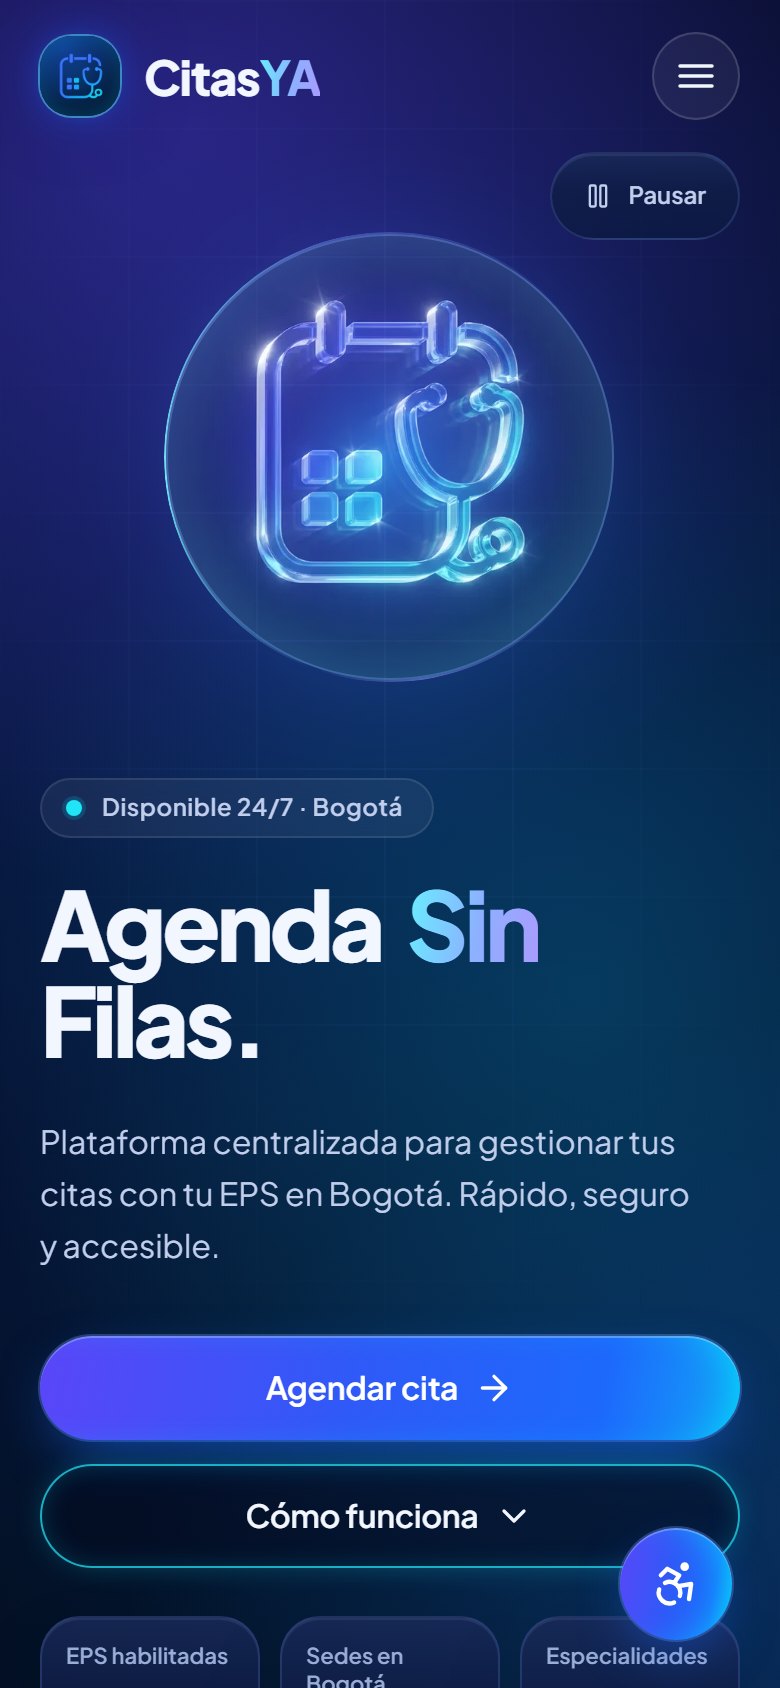 CitasYA
Pausar
Disponible 24/7 · Bogotá
Agenda Sin
Filas.
Plataforma centralizada para gestionar tus
citas con tu EPS en Bogotá. Rápido, seguro
y accesible.
Agendar cita
Cómo funciona
EPS habilitadas
Sedes en
Bogotá
Especialidades